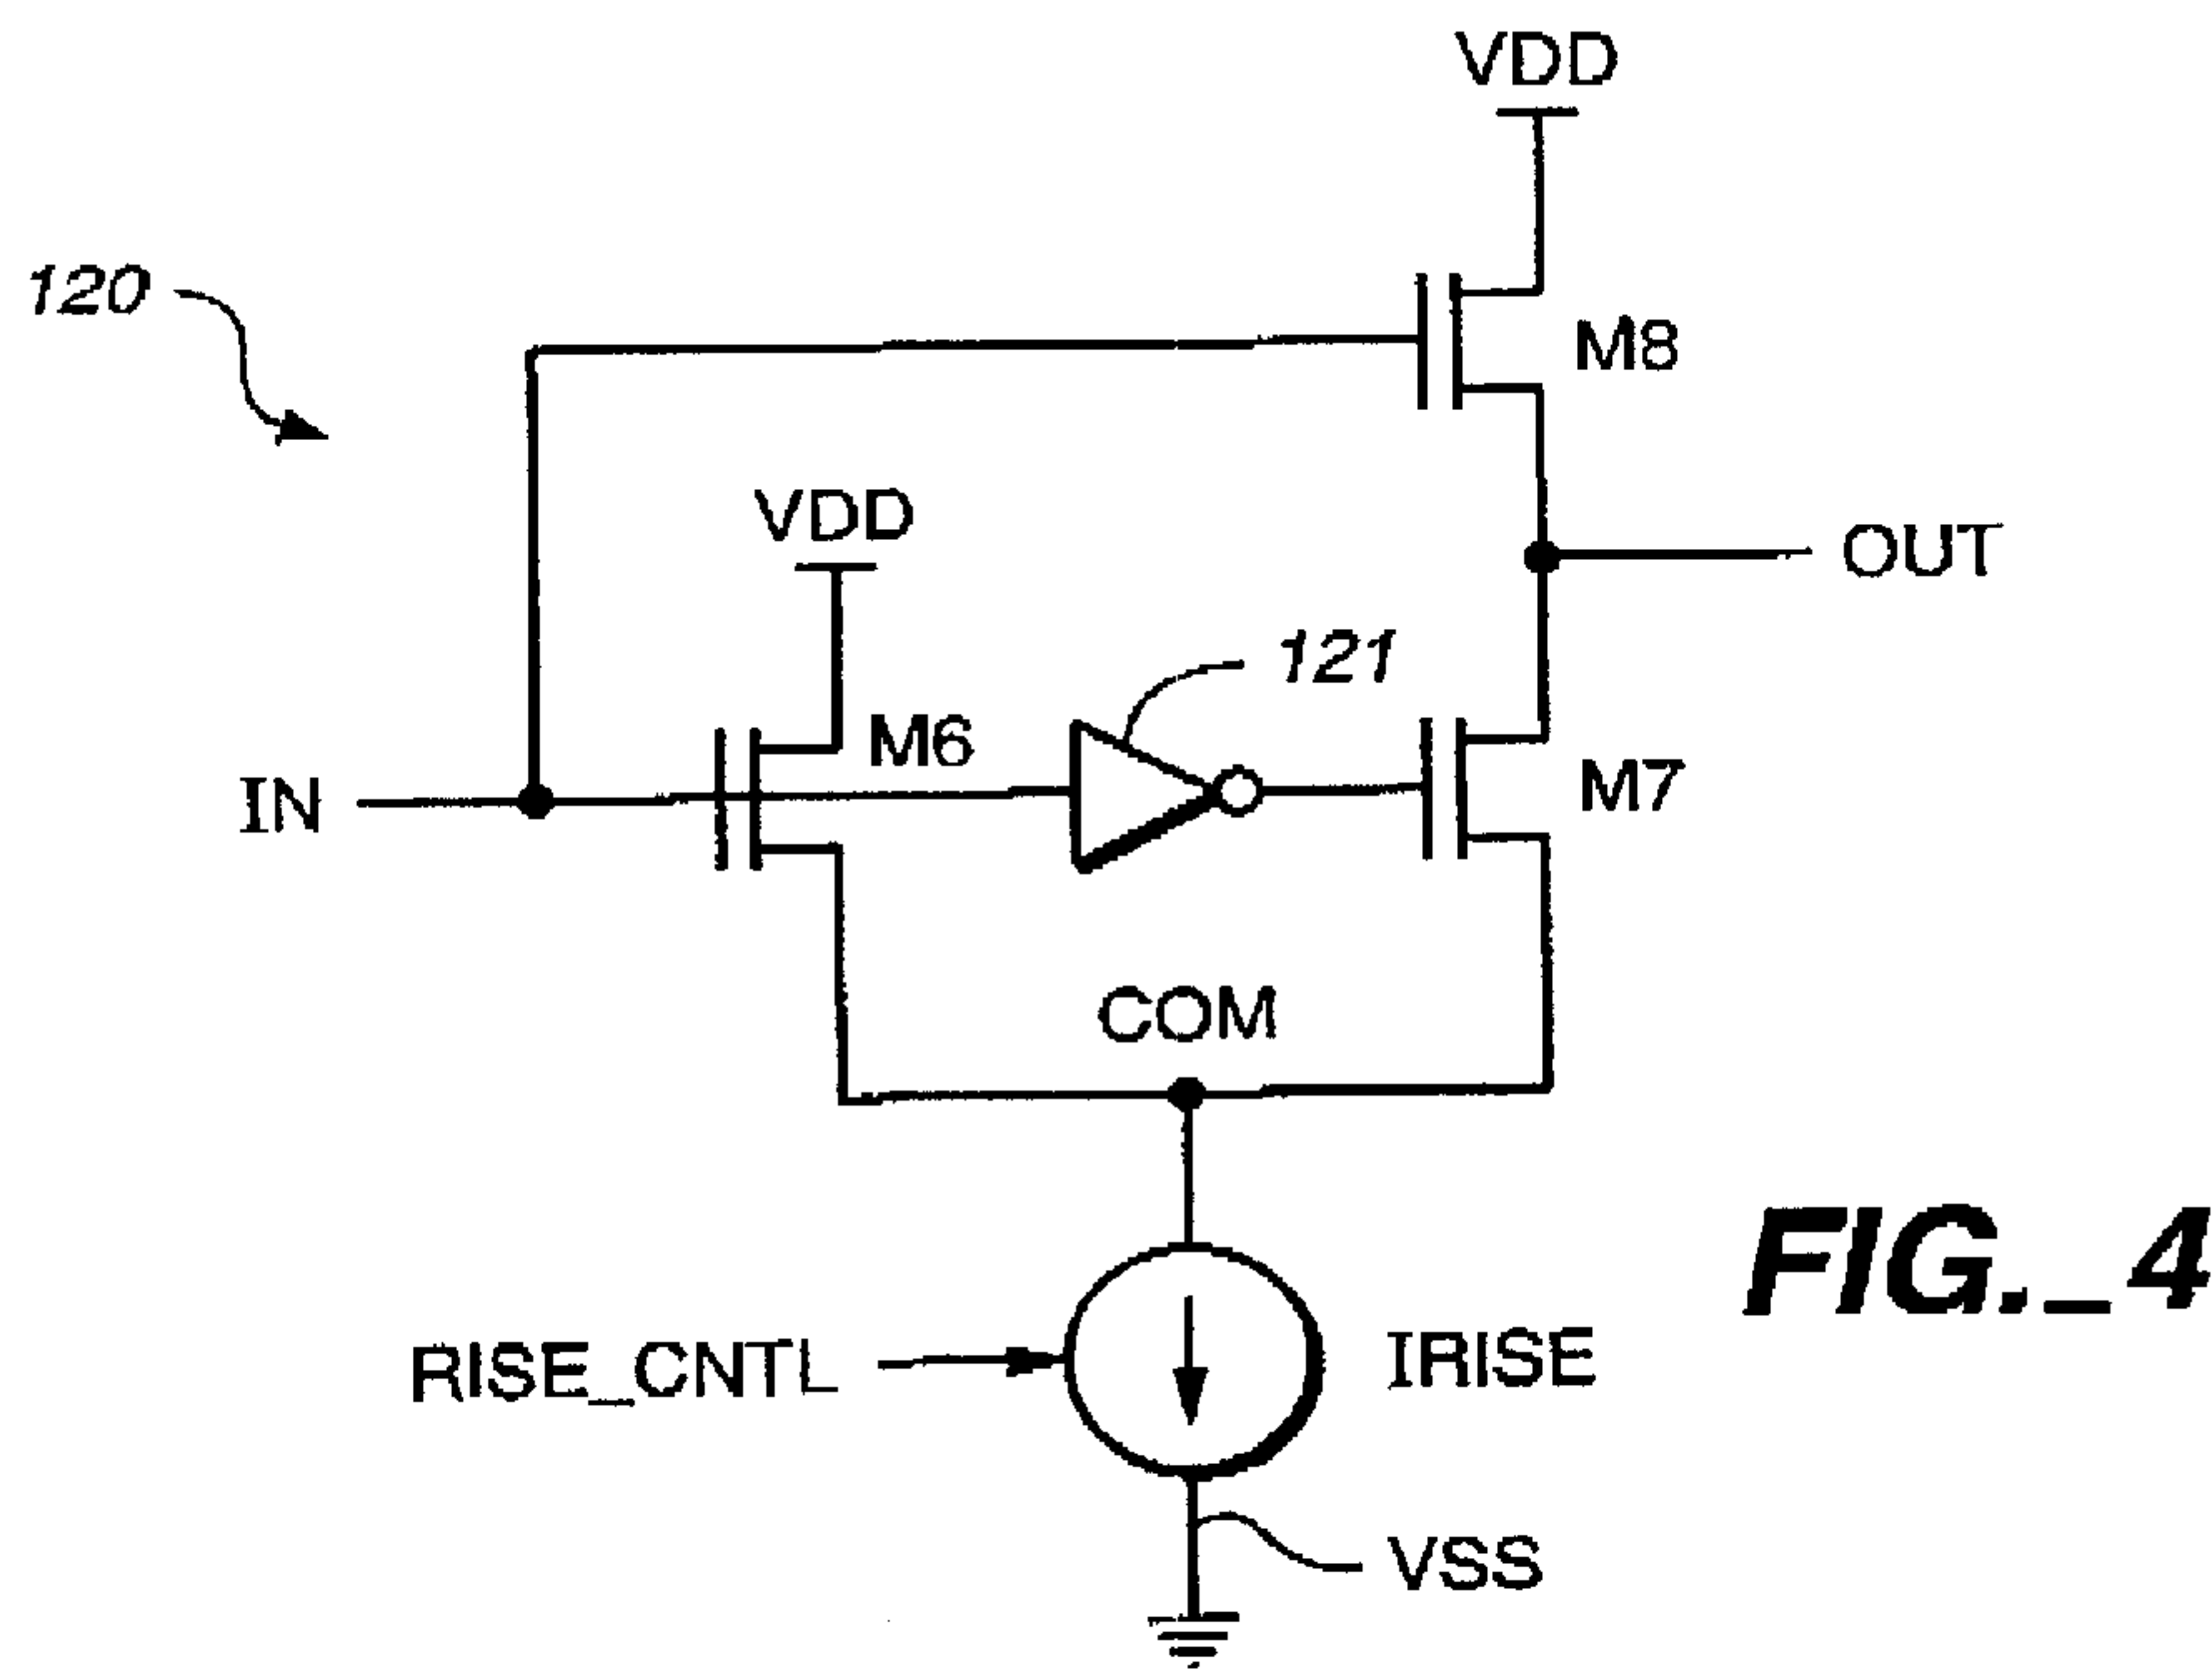 VDD
120
M8
VDD
OUT
121
M6
IN
M7
COM
FIG._4
RISE_CNTL
IRISE
VSS